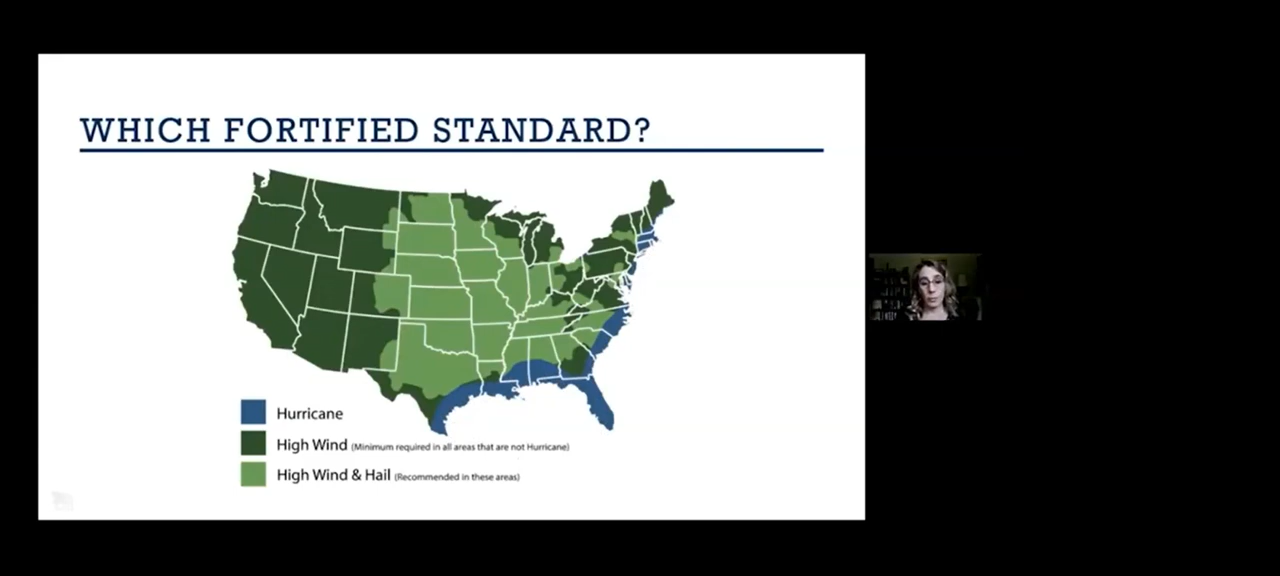 WHICH FORTIFIED STANDARD?
Hurricane
High Wind (Minimum required in all areas that are not Hurricane)
High Wind & Hail (Recommended in these areas)